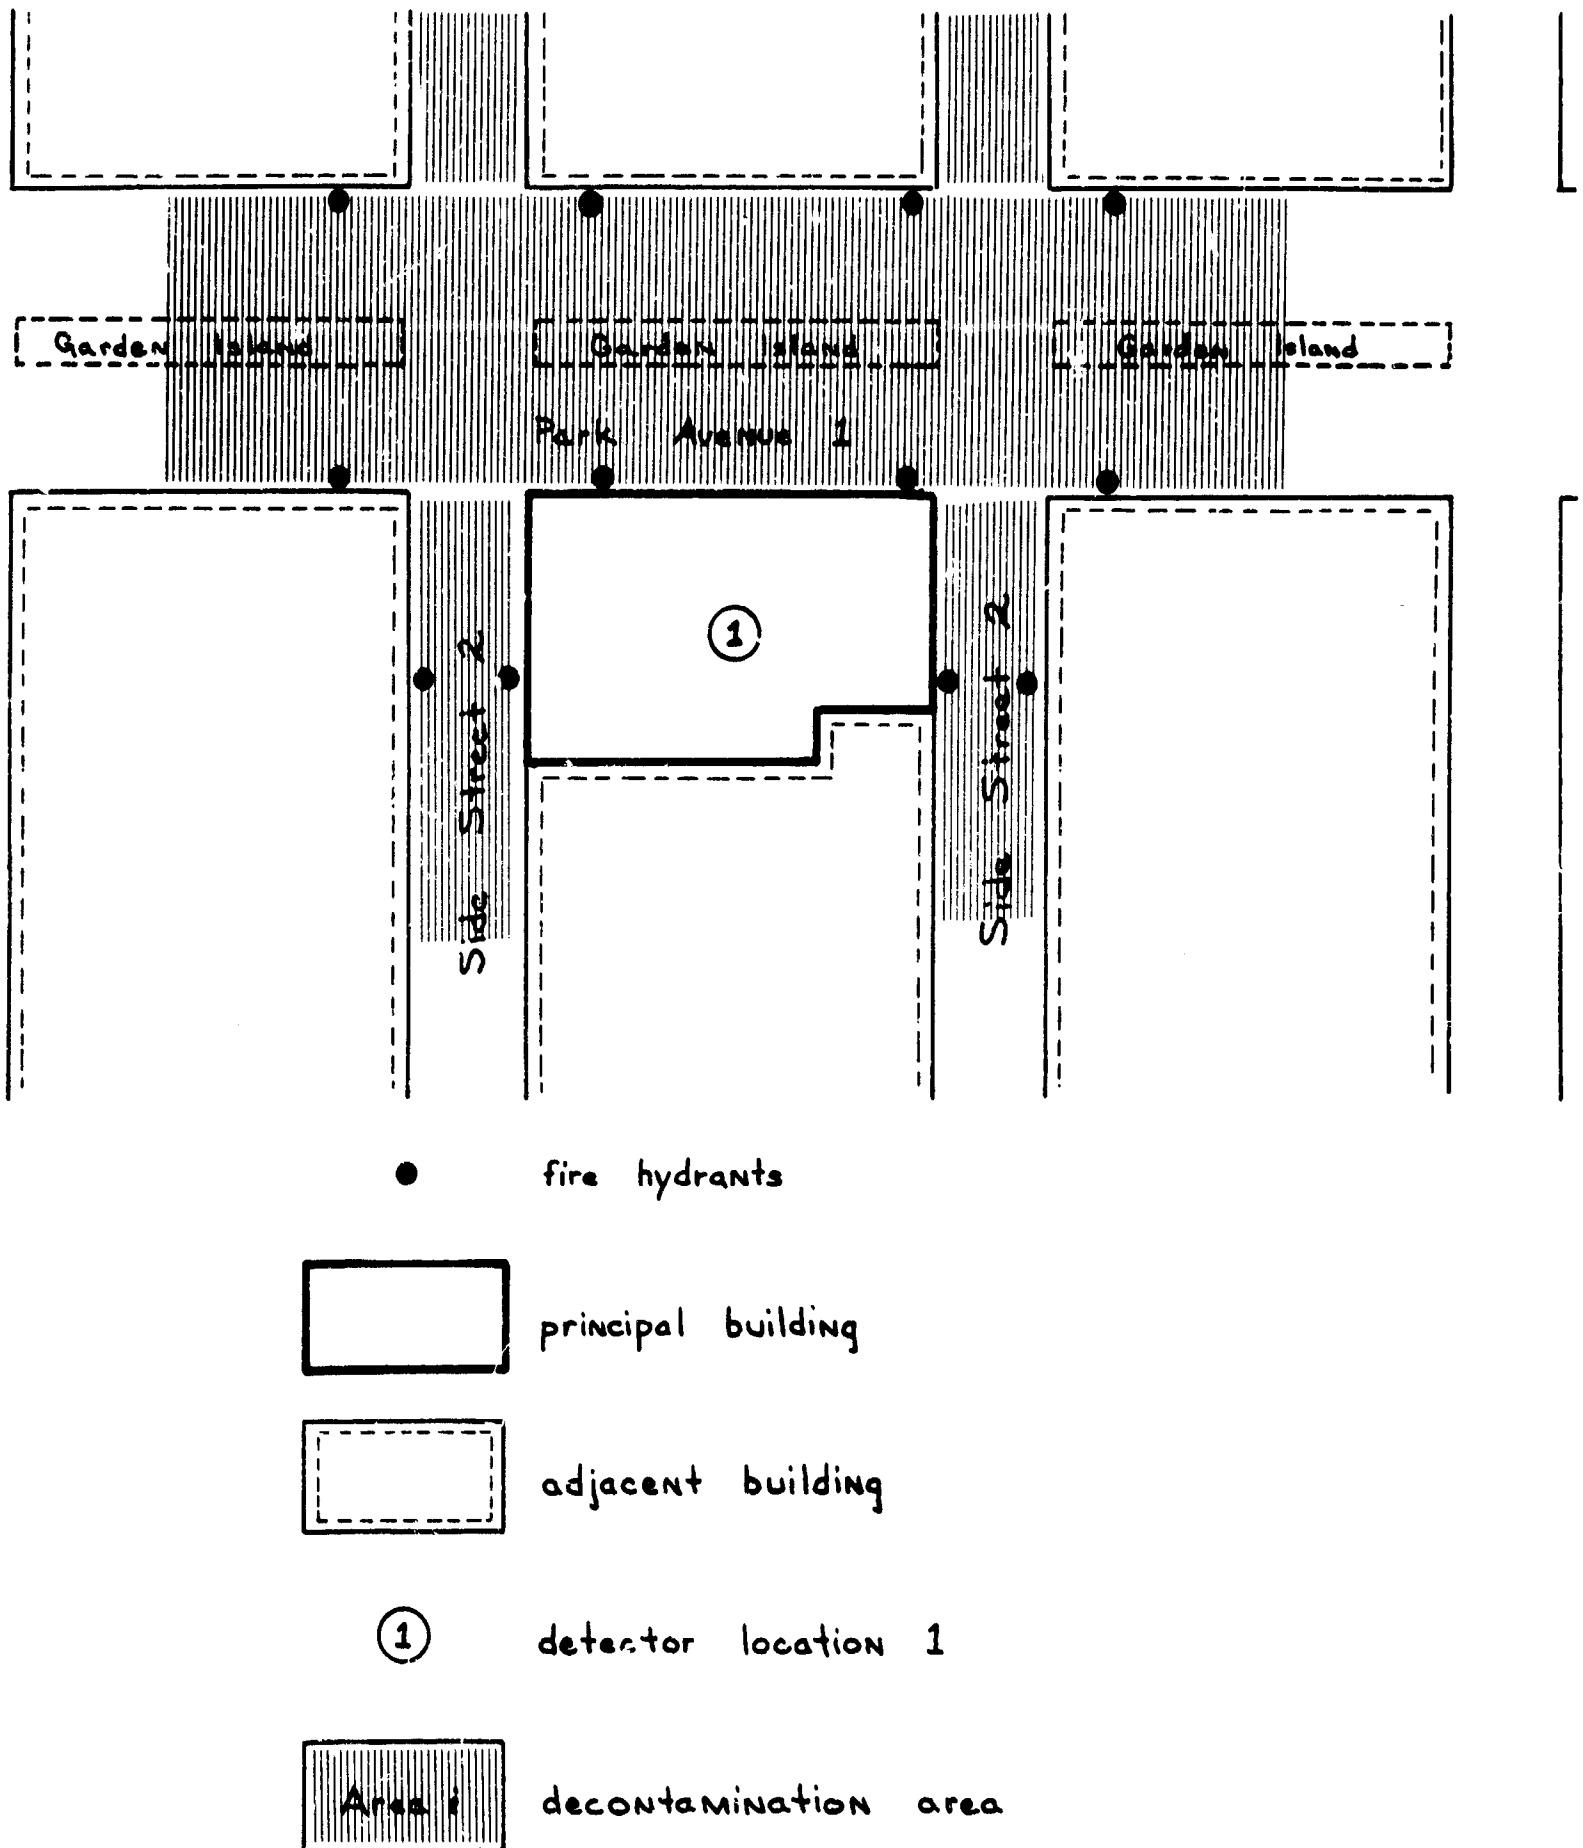 Garden Island Garden Island Garden Island
Park Avenue 1
1
Side Street 2
Side Street 2
fire hydrants
principal building
adjacent building
1 detector location 1
Area i decontamination area